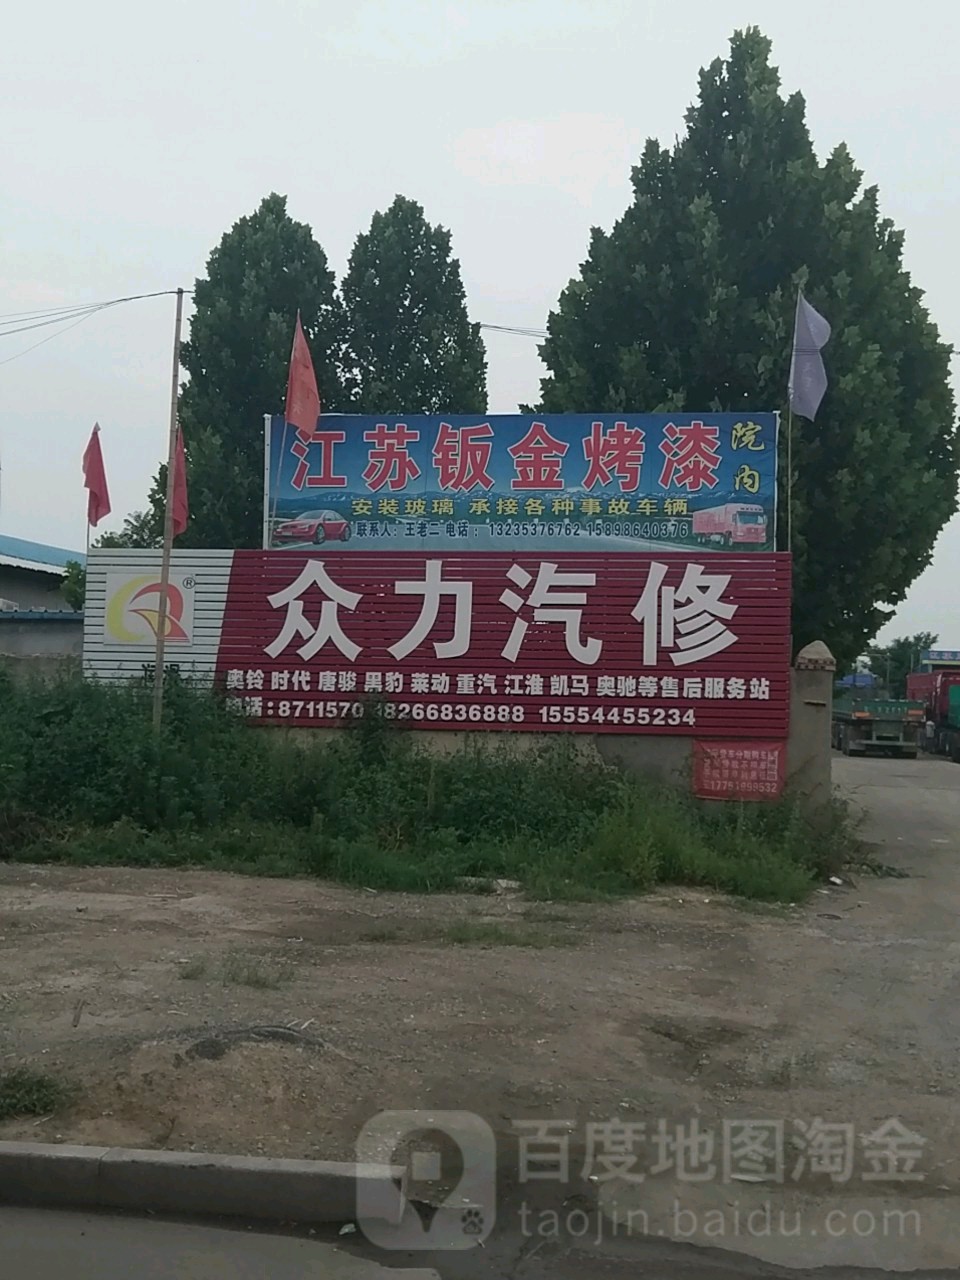 江苏钣金烤漆 院内
安装玻璃 承接各种事故车辆
联系人：王老二 电话：13235376762 15898640376
®
众力汽修
奥铃 时代 唐骏 黑豹 莱动 重汽 江淮 凯马 奥驰等售后服务站
电话:8711570 18266836888 15554455234
百度地图淘金
taojin.baidu.com